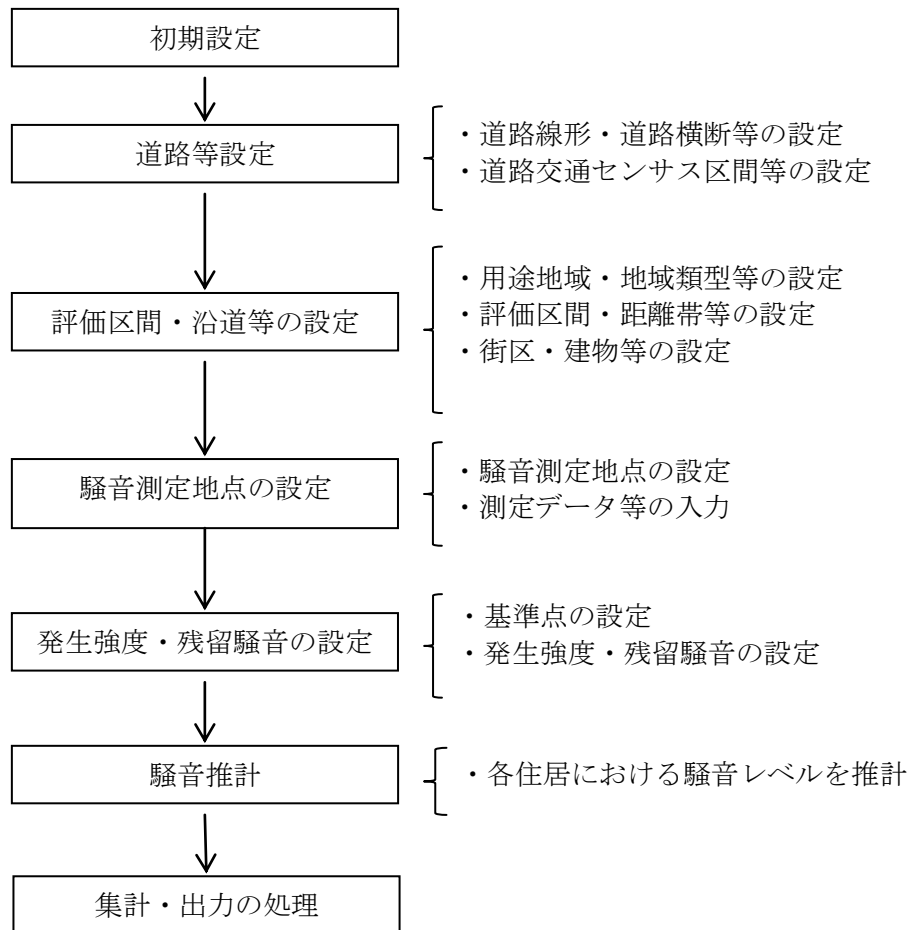 初期設定
道路等設定
・道路線形・道路横断等の設定
・道路交通センサス区間等の設定
評価区間・沿道等の設定
・用途地域・地域類型等の設定
・評価区間・距離帯等の設定
・街区・建物等の設定
騒音測定地点の設定
・騒音測定地点の設定
・測定データ等の入力
発生強度・残留騒音の設定
・基準点の設定
・発生強度・残留騒音の設定
騒音推計
・各住居における騒音レベルを推計
集計・出力の処理